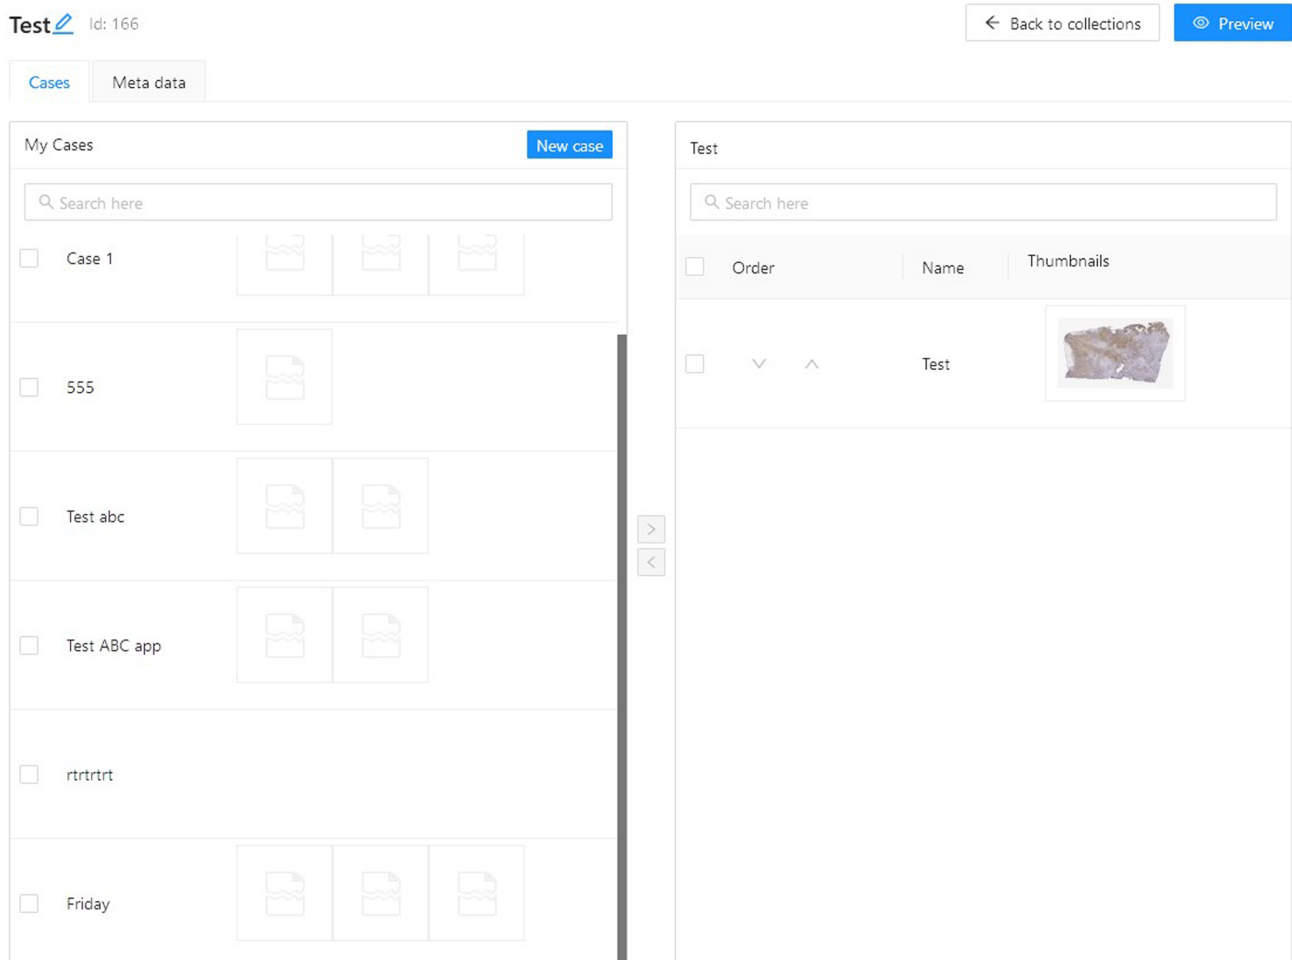 Test Id: 166
Back to collections
Preview
Cases
Meta data
My Cases
New case
Search here
Case 1
555
Test abc
Test ABC app
rtrtrtrt
Friday
Test
Search here
Order Name Thumbnails
Test